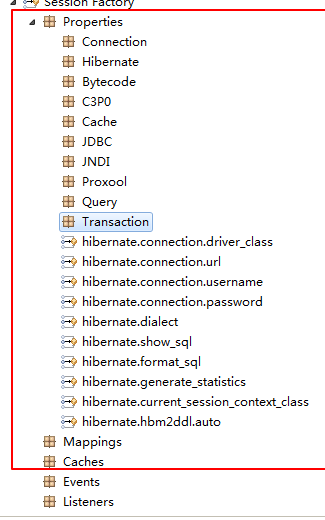 Session Factory
Properties
Connection
Hibernate
Bytecode
C3P0
Cache
JDBC
JNDI
Proxool
Query
Transaction
hibernate.connection.driver_class
hibernate.connection.url
hibernate.connection.username
hibernate.connection.password
hibernate.dialect
hibernate.show_sql
hibernate.format_sql
hibernate.generate_statistics
hibernate.current_session_context_class
hibernate.hbm2ddl.auto
Mappings
Caches
Events
Listeners